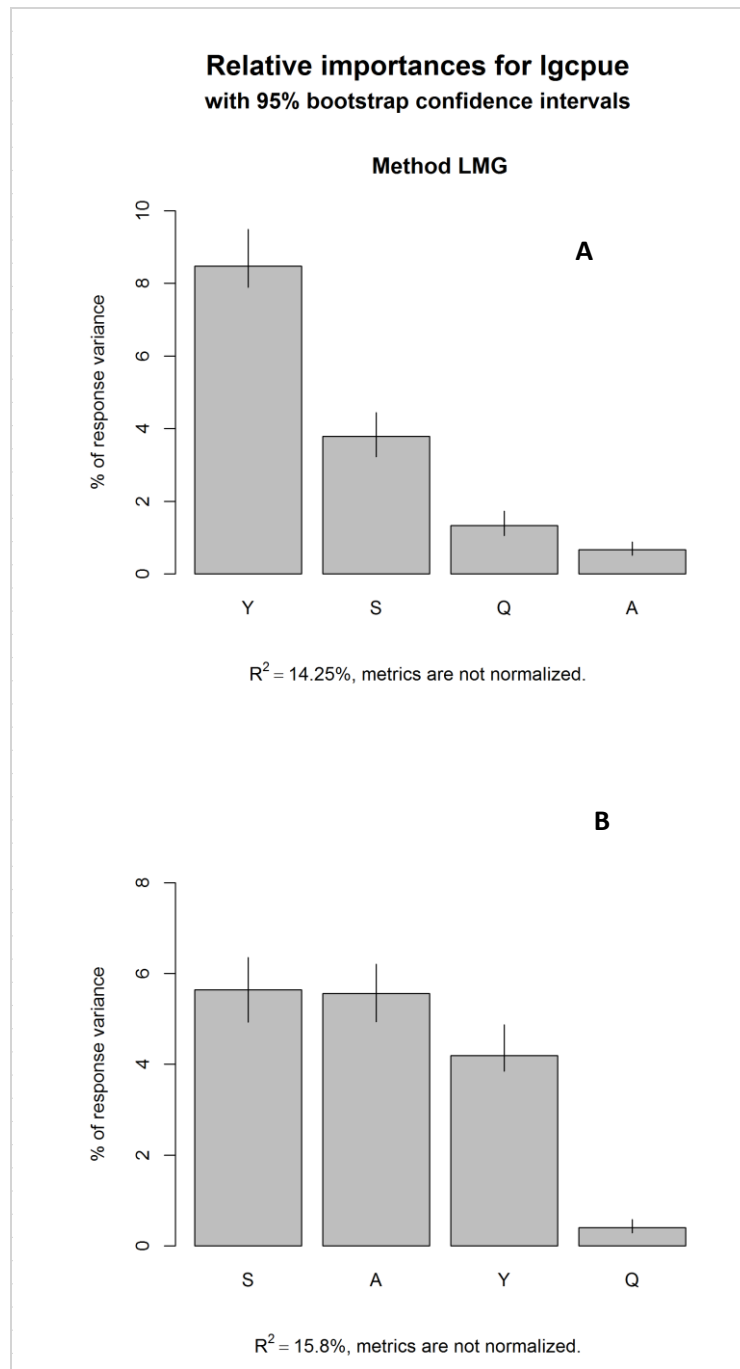 Relative importances for lgcpue
with 95% bootstrap confidence intervals
Method LMG
A
% of response variance
10
8
6
4
2
0
Y S Q A
R² = 14.25%, metrics are not normalized.
B
% of response variance
8
6
4
2
0
S A Y Q
R² = 15.8%, metrics are not normalized.